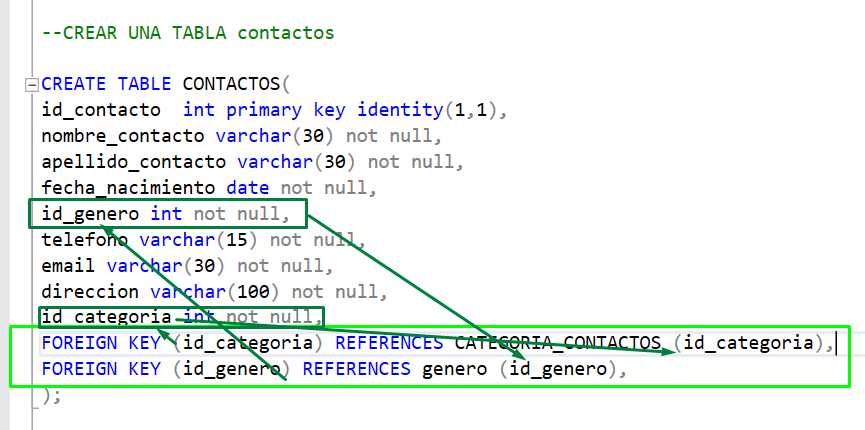 --CREAR UNA TABLA contactos
CREATE TABLE CONTACTOS(
id_contacto  int primary key identity(1,1),
nombre_contacto varchar(30) not null,
apellido_contacto varchar(30) not null,
fecha_nacimiento date not null,
id_genero int not null,
telefono varchar(15) not null,
email varchar(30) not null,
direccion varchar(100) not null,
id_categoria int not null,
FOREIGN KEY (id_categoria) REFERENCES CATEGORIA_CONTACTOS (id_categoria),
FOREIGN KEY (id_genero) REFERENCES genero (id_genero),
);